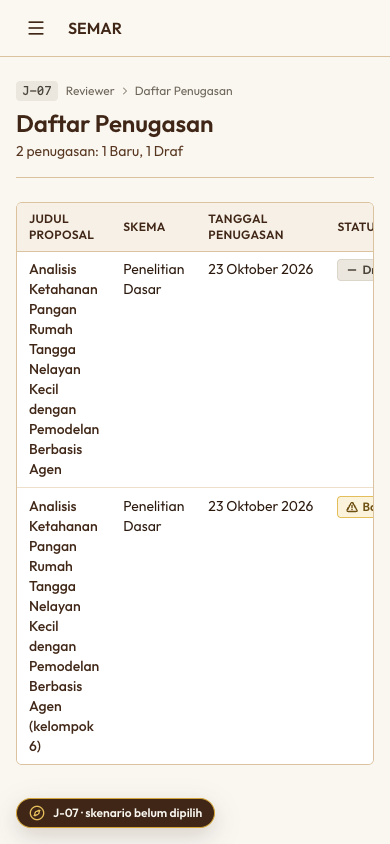 SEMAR
J-07 Reviewer > Daftar Penugasan
Daftar Penugasan
2 penugasan: 1 Baru, 1 Draf
JUDUL PROPOSAL SKEMA TANGGAL PENUGASAN
Analisis
Ketahanan
Pangan
Rumah
Tangga
Nelayan
Kecil
dengan
Pemodelan
Berbasis
Agen
Penelitian
Dasar
23 Oktober 2026
Analisis
Ketahanan
Pangan
Rumah
Tangga
Nelayan
Kecil
dengan
Pemodelan
Berbasis
Agen
(kelompok
6)
Penelitian
Dasar
23 Oktober 2026
J-07 · skenario belum dipilih